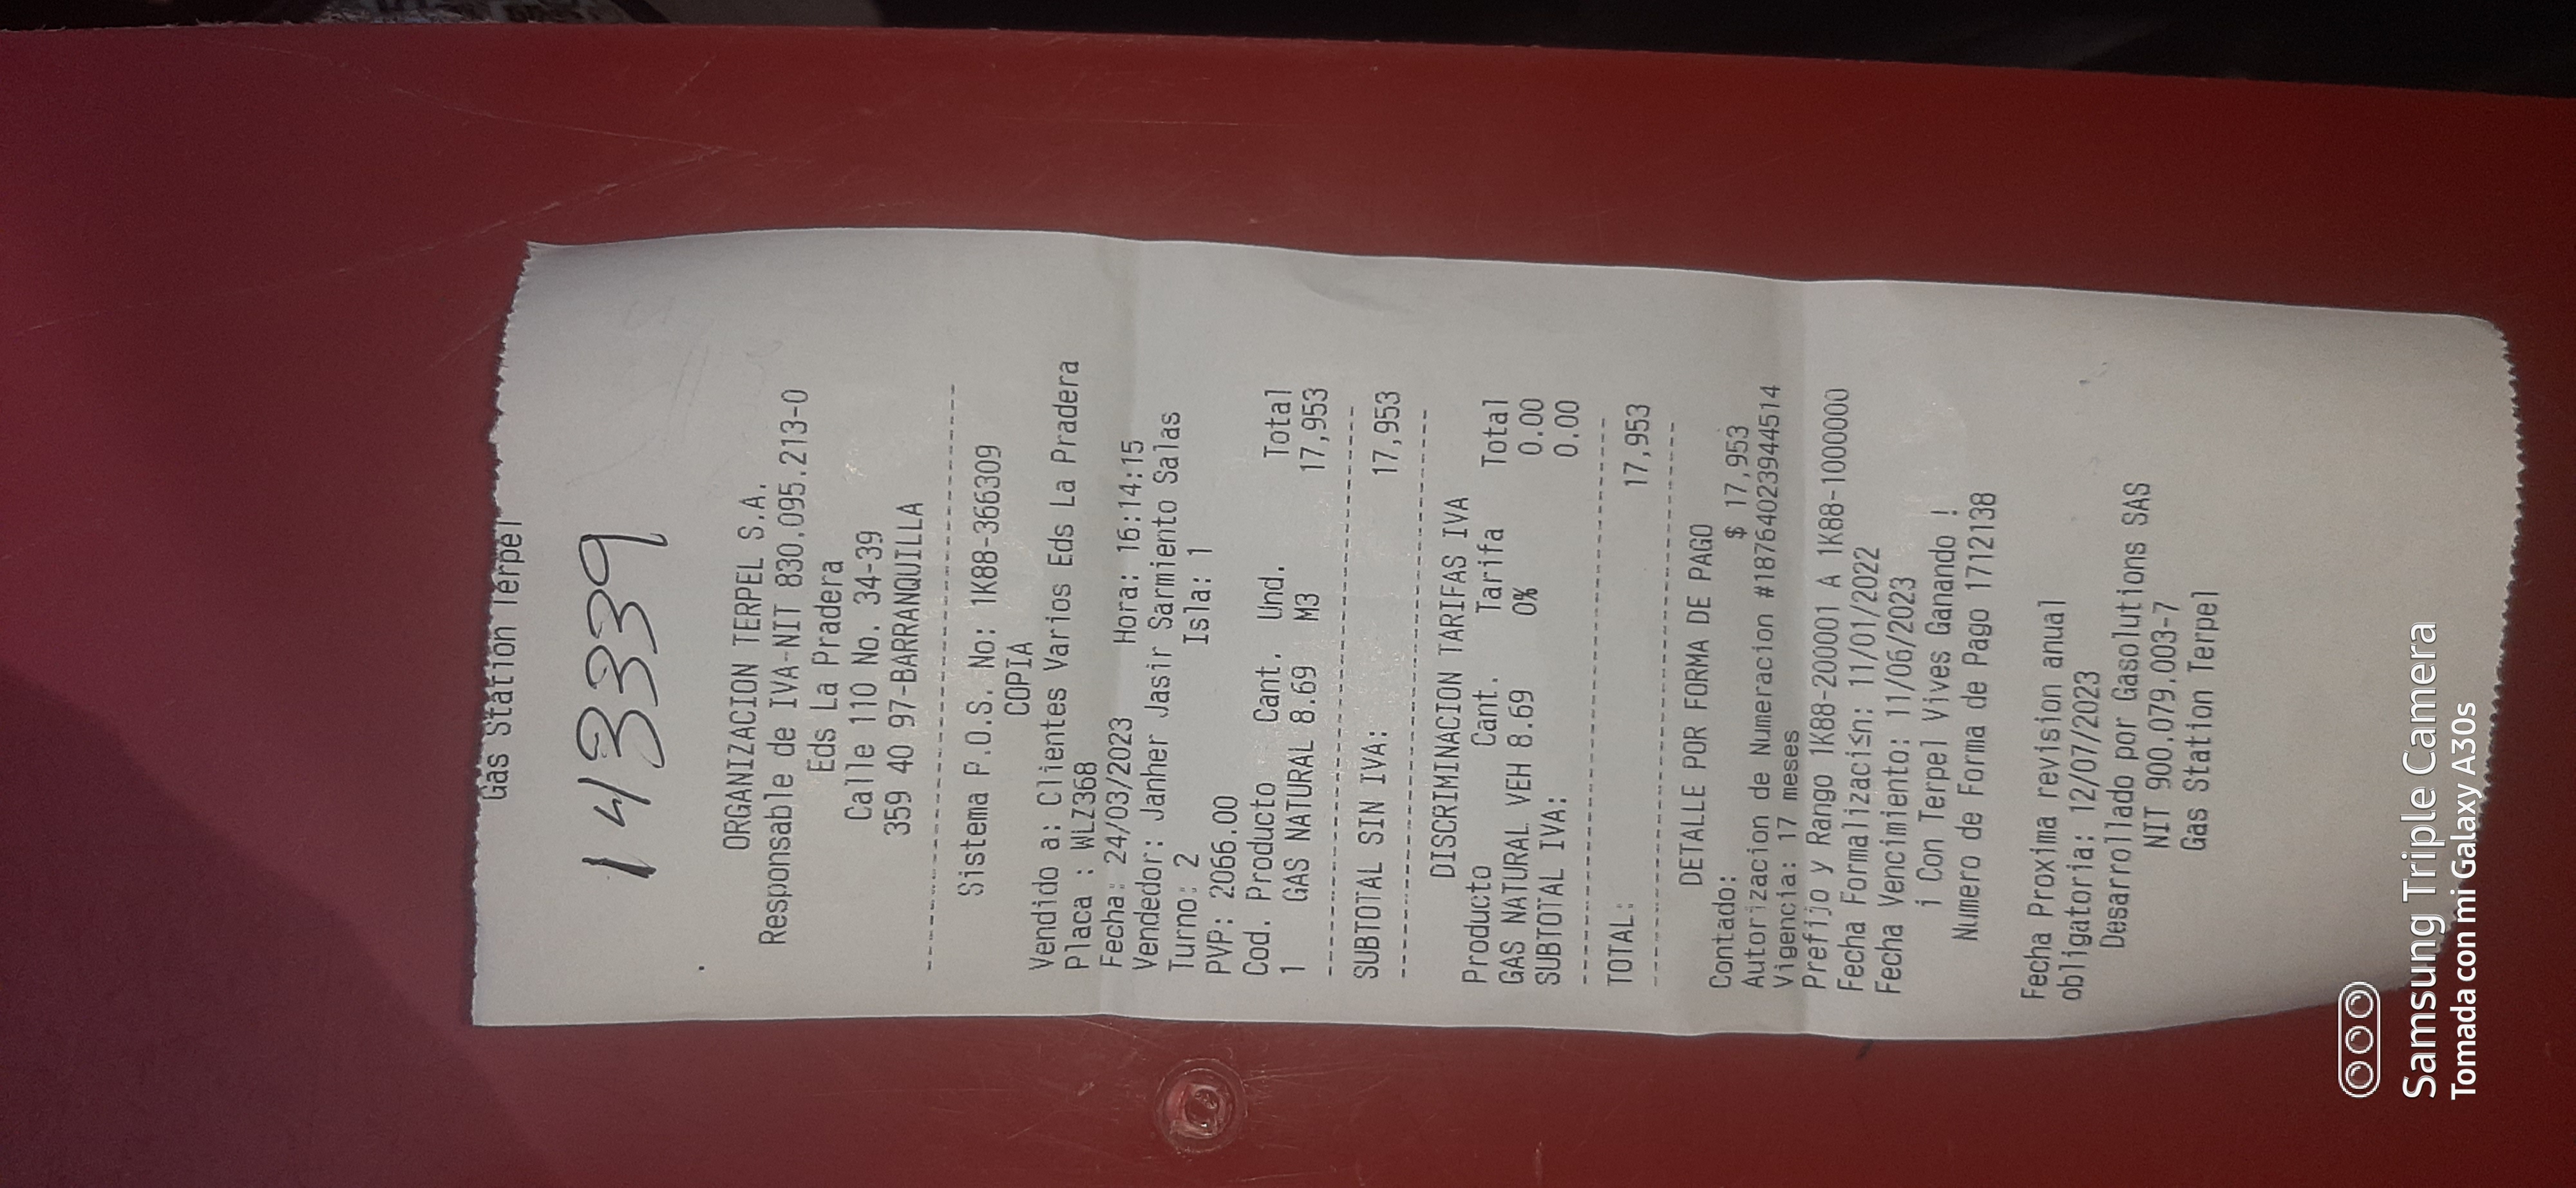 Gas Station Terpel
14339
ORGANIZACION TERPEL S.A.
Responsable de IVA-NIT 830.095.213-0
Eds La Pradera
Calle 110 No. 34-39
359 40 97-BARRANQUILLA
Sistema P.O.S. No: 1K88-366309
COPIA
Vendido a: Clientes Varios Eds La Pradera
Placa : WLZ368
Fecha: 24/03/2023 Hora: 16:14:15
Vendedor: Janher Jasir Sarmiento Salas
Turno: 2 Isla: 1
PVP: 2066.00
Cod. Producto Cant. Und. Total
1 GAS NATURAL 8.69 M3 17,953
SUBTOTAL SIN IVA: 17,953
DISCRIMINACION TARIFAS IVA
Producto Cant. Tarifa Total
GAS NATURAL VEH 8.69 0% 0.00
SUBTOTAL IVA: 0.00
TOTAL: 17,953
DETALLE POR FORMA DE PAGO
Contado: $ 17,953
Autorizacion de Numeracion #18764023944514
Vigencia: 17 meses
Prefijo y Rango 1K88-200001 A 1K88-1000000
Fecha Formalizaci≤n: 11/01/2022
Fecha Vencimiento: 11/06/2023
¡ Con Terpel Vives Ganando !
Numero de Forma de Pago 1712138
Fecha Proxima revision anual
obligatoria: 12/07/2023
Desarrollado por Gasolutions SAS
NIT 900.079.003-7
Gas Station Terpel
Samsung Triple Camera
Tomada con mi Galaxy A30s